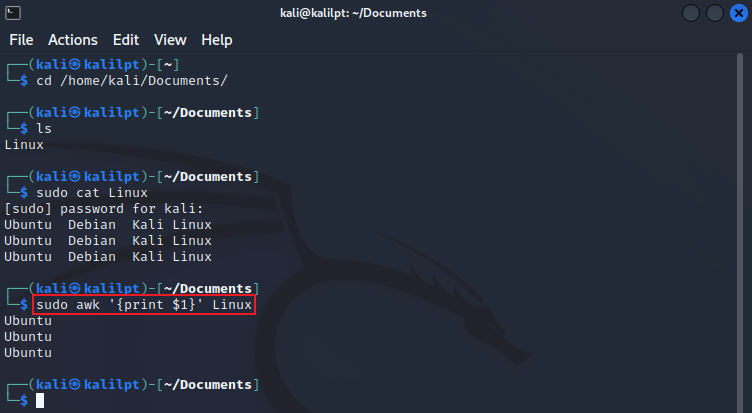 kali@kalilpt: ~/Documents
File Actions Edit View Help
┌──(kali㉿kalilpt)-[~]
└─$ cd /home/kali/Documents/
┌──(kali㉿kalilpt)-[~/Documents]
└─$ ls
Linux
┌──(kali㉿kalilpt)-[~/Documents]
└─$ sudo cat Linux
[sudo] password for kali:
Ubuntu  Debian  Kali Linux
Ubuntu  Debian  Kali Linux
Ubuntu  Debian  Kali Linux
┌──(kali㉿kalilpt)-[~/Documents]
└─$ sudo awk '{print $1}' Linux
Ubuntu
Ubuntu
Ubuntu
┌──(kali㉿kalilpt)-[~/Documents]
└─$